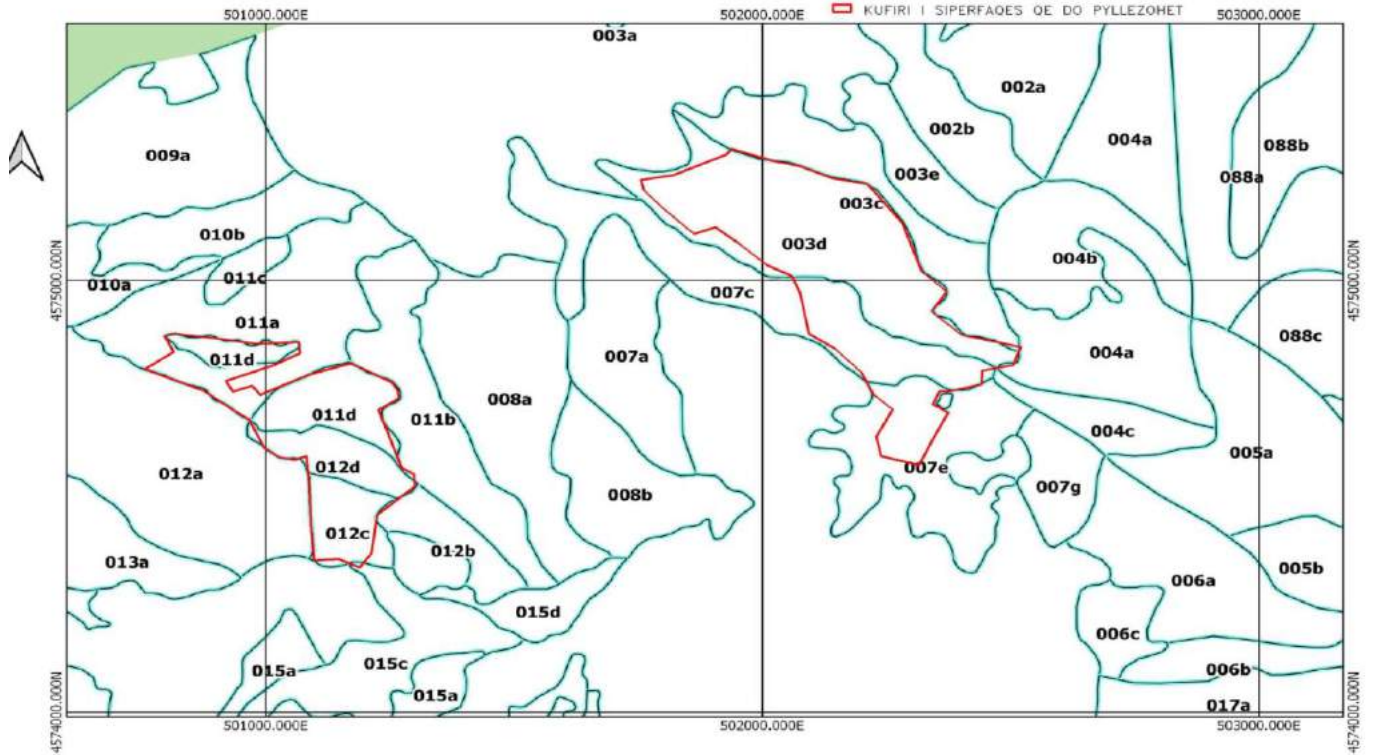 501000.000E 502000.000E 503000.000E
KUFIRI I SIPERFAQES QE DO PYLLEZOHET
003a
002a
002b
004a
088b
009a
003e
088a
003c
010b
003d
004b
011c
010a
007c
4575000.000N
4575000.000N
011a
088c
011d
007a
004a
008a
011d
011b
004c
005a
012a
012d
007e
008b
007g
012c
012b
013a
005b
006a
015d
006c
015c
015a
006b
015a
017a
4574000.000N
4574000.000N
501000.000E 502000.000E 503000.000E